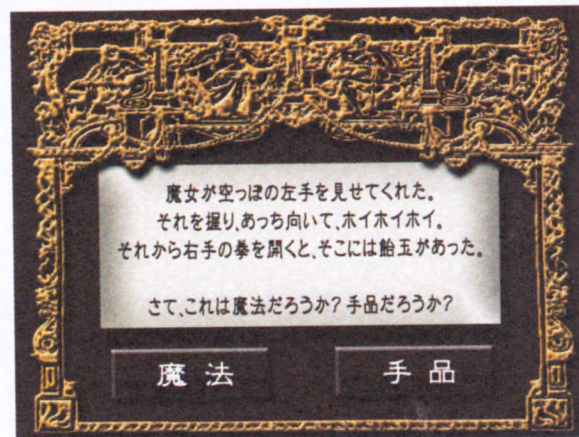 魔女が空っぽの左手を見せてくれた。
それを握り、あっち向いて、ホイホイホイ。
それから右手の拳を開くと、そこには飴玉があった。
さて、これは魔法だろうか？手品だろうか？
魔法
手品